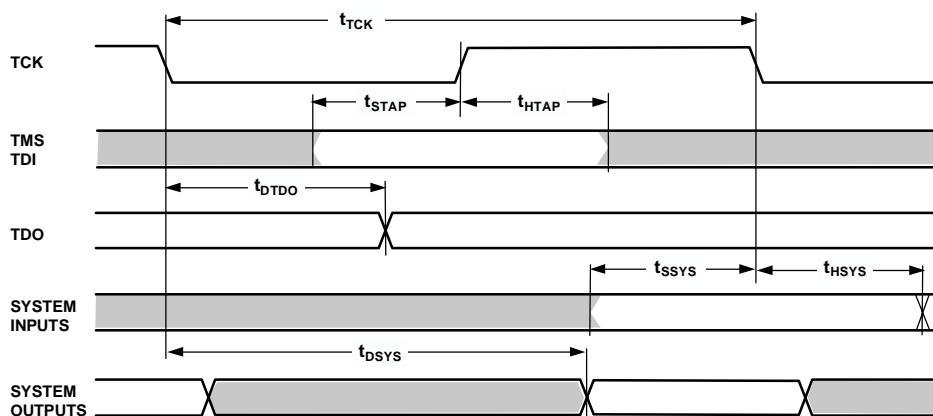 tTCK
TCK
tSTAP
tHTAP
TMS
TDI
tDTDO
TDO
tSSYS
tHSYS
SYSTEM
INPUTS
tDSYS
SYSTEM
OUTPUTS